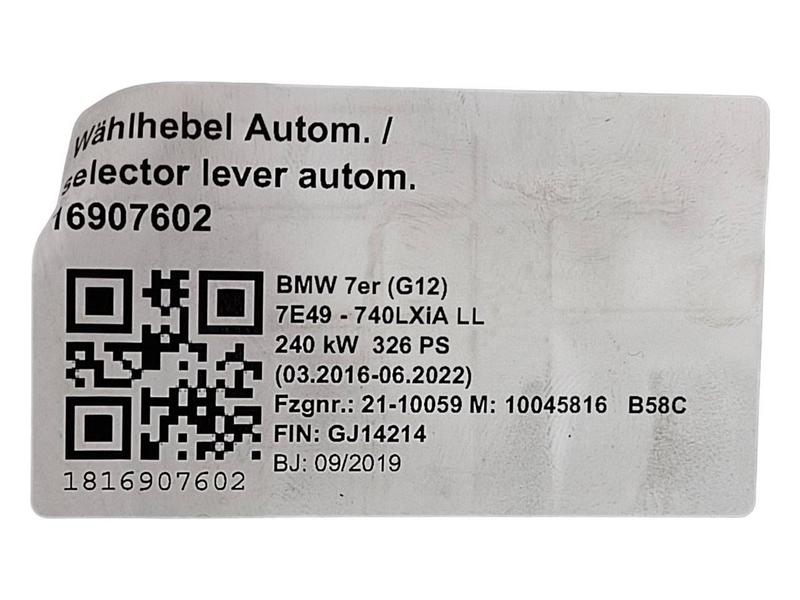 Wählhebel Autom. /
selector lever autom.
16907602
BMW 7er (G12)
7E49 - 740LXiA LL
240 kW 326 PS
(03.2016-06.2022)
Fzgnr.: 21-10059 M: 10045816 B58C
FIN: GJ14214
BJ: 09/2019
1816907602